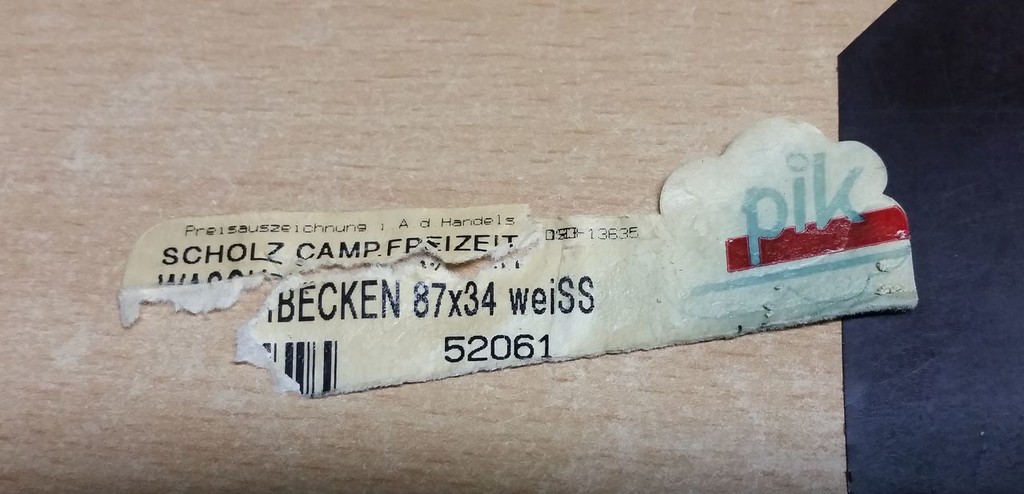 Preisauszeichnung i A d Handels
SCHOLZ CAMP.FREIZEIT
BECKEN 87x34 weiSS
52061
pik